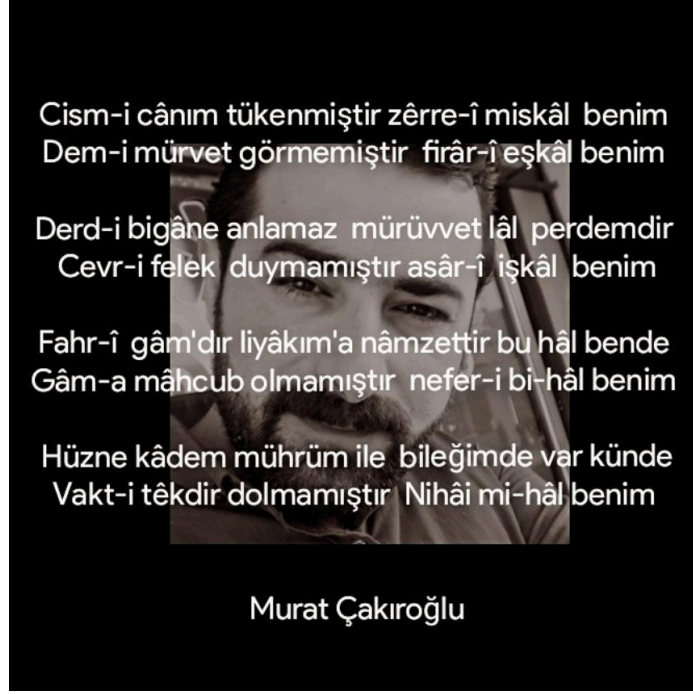 Cism-i cânım tükenmiştir zêrre-î miskâl benim
Dem-i mürvet görmemiştir firâr-î eşkâl benim
Derd-i bigâne anlamaz mürüvvet lâl perdemdir
Cevr-i felek duymamıştır asâr-î işkâl benim
Fahr-î gâm'dır liyâkım'a nâmzettir bu hâl bende
Gâm-a mâhcub olmamıştır nefer-i bi-hâl benim
Hüzne kâdem mührüm ile bileğimde var künde
Vakt-i têkdir dolmamıştır Nihâi mi-hâl benim
Murat Çakıroğlu